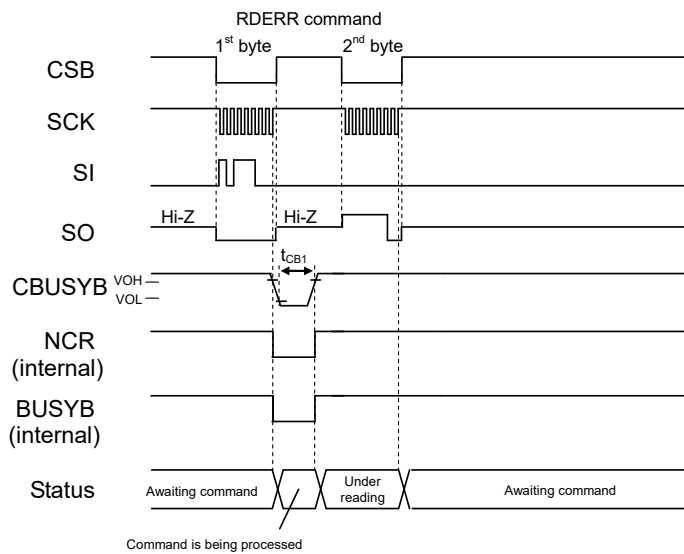 RDERR command
1st byte
2nd byte
CSB
SCK
SI
SO
Hi-Z
Hi-Z
tCB1
CBUSYB
VOH
VOL
NCR
(internal)
BUSYB
(internal)
Status
Awaiting command
Under
reading
Awaiting command
Command is being processed